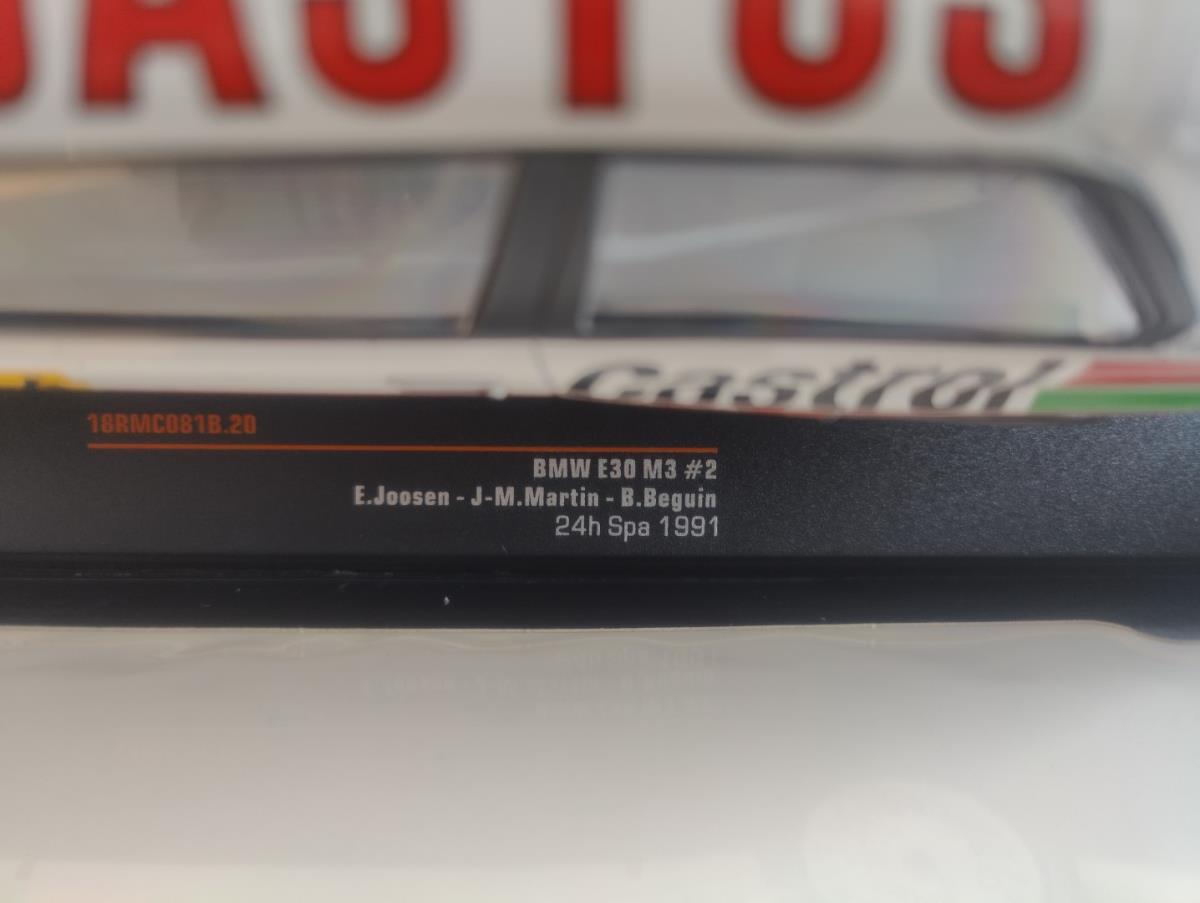 BASTOS
Castrol
18RMC081B.20
BMW E30 M3 #2
E.Joosen - J-M.Martin - B.Beguin
24h Spa 1991